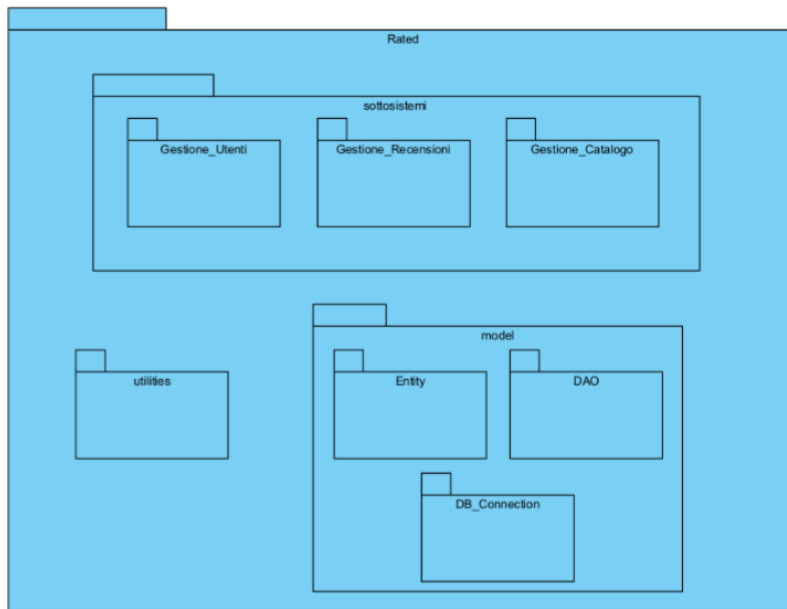 Rated
sottosistemi
Gestione_Utenti
Gestione_Recensioni
Gestione_Catalogo
model
utilities
Entity
DAO
DB_Connection